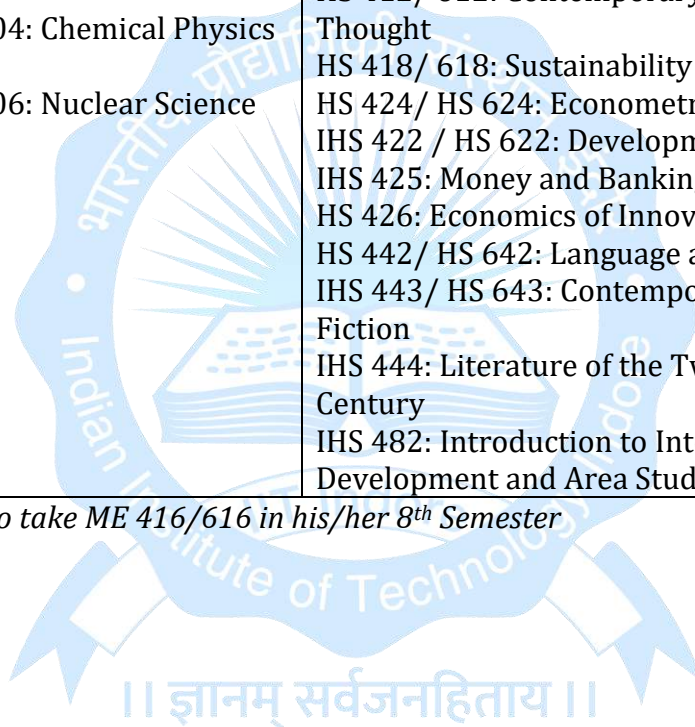 04: Chemical Physics
06: Nuclear Science
Thought
HS 418/ 618: Sustainability
HS 424/ HS 624: Econometr
IHS 422 / HS 622: Developm
IHS 425: Money and Bankin
HS 426: Economics of Innov
HS 442/ HS 642: Language a
IHS 443/ HS 643: Contempo
Fiction
IHS 444: Literature of the Tw
Century
IHS 482: Introduction to Int
Development and Area Stud
o take ME 416/616 in his/her 8th Semester
भारतीय प्रौद्योगिकी संस्थान
Indian Institute of Technology Indore
IIT Indore
।। ज्ञानम् सर्वजनहिताय ।।